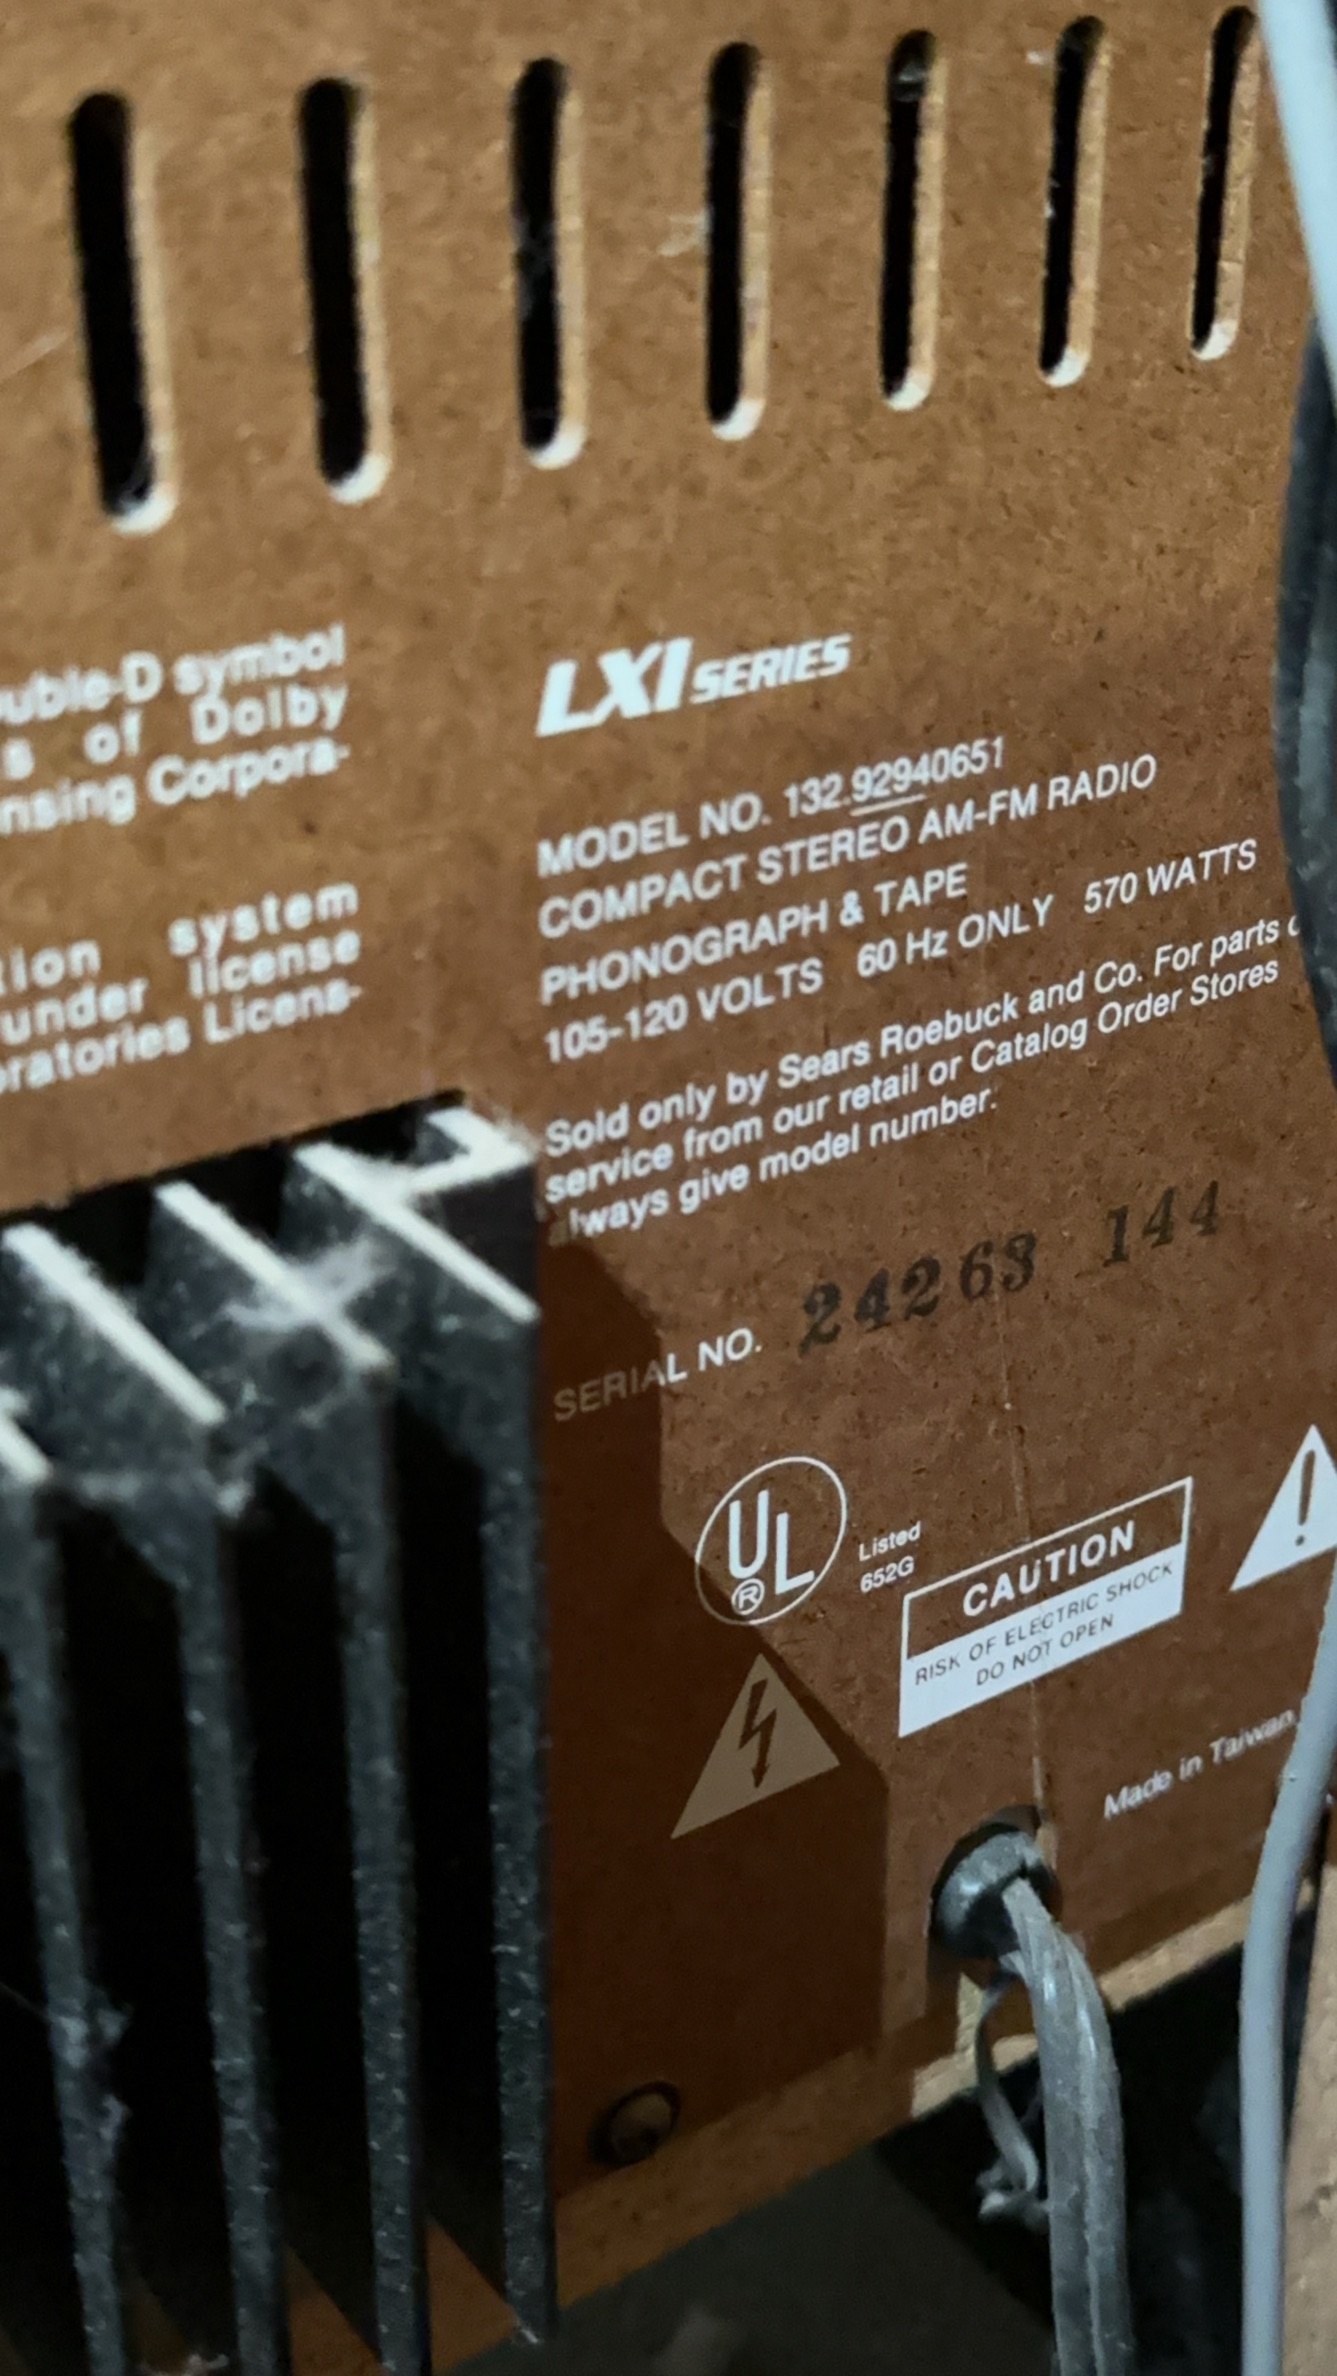 uble-D symbol
s of Dolby
nsing Corpora-
tion system
under license
oratories Licens-
LXI SERIES
MODEL NO. 132.92940651
COMPACT STEREO AM-FM RADIO
PHONOGRAPH & TAPE
105-120 VOLTS 60 Hz ONLY 570 WATTS
Sold only by Sears Roebuck and Co. For parts
service from our retail or Catalog Order Stores
always give model number.
SERIAL NO. 24263 144
UL ®
Listed
652G
CAUTION
RISK OF ELECTRIC SHOCK
DO NOT OPEN
!
Made in Taiwan